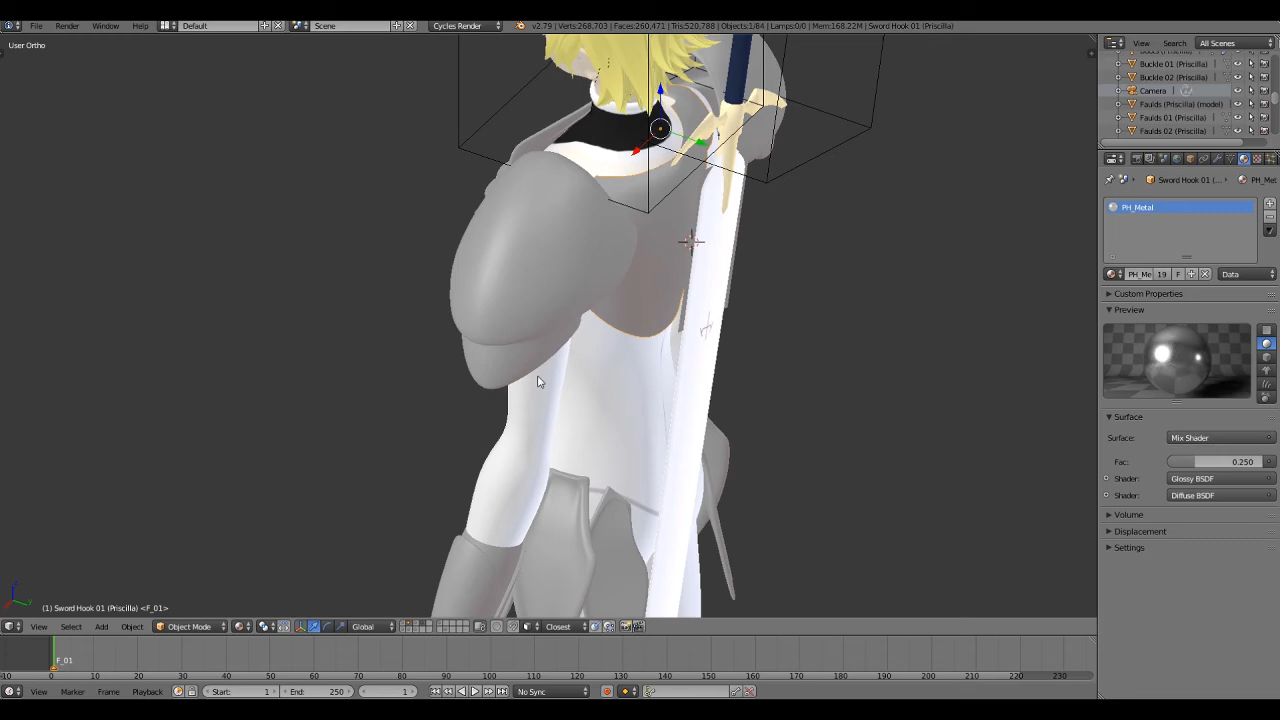 File Render Window Help Default Scene Cycles Render v2.79 | Verts:268,703 | Faces:260,471 | Tris:520,788 | Objects:1/84 | Lamps:0/0 | Mem:168.22M | Sword Hook 01 (Priscilla)
User Ortho
View Search All Scenes
Buckle 01 (Priscilla)
Buckle 02 (Priscilla)
Camera
Faulds (Priscilla) (model)
Faulds 01 (Priscilla)
Faulds 02 (Priscilla)
Sword Hook 01 (... PH_Met
PH_Metal
PH_Me 19 F Data
Custom Properties
Preview
Surface
Surface: Mix Shader
Fac: 0.250
Shader: Glossy BSDF
Shader: Diffuse BSDF
Volume
Displacement
Settings
(1) Sword Hook 01 (Priscilla) <F_01>
View Select Add Object Object Mode Global Closest
F_01
-10 0 10 20 30 40 50 60 70 80 90 100 110 120 130 140 150 160 170 180 190 200 210 220 230
View Marker Frame Playback Start: 1 End: 250 1 No Sync